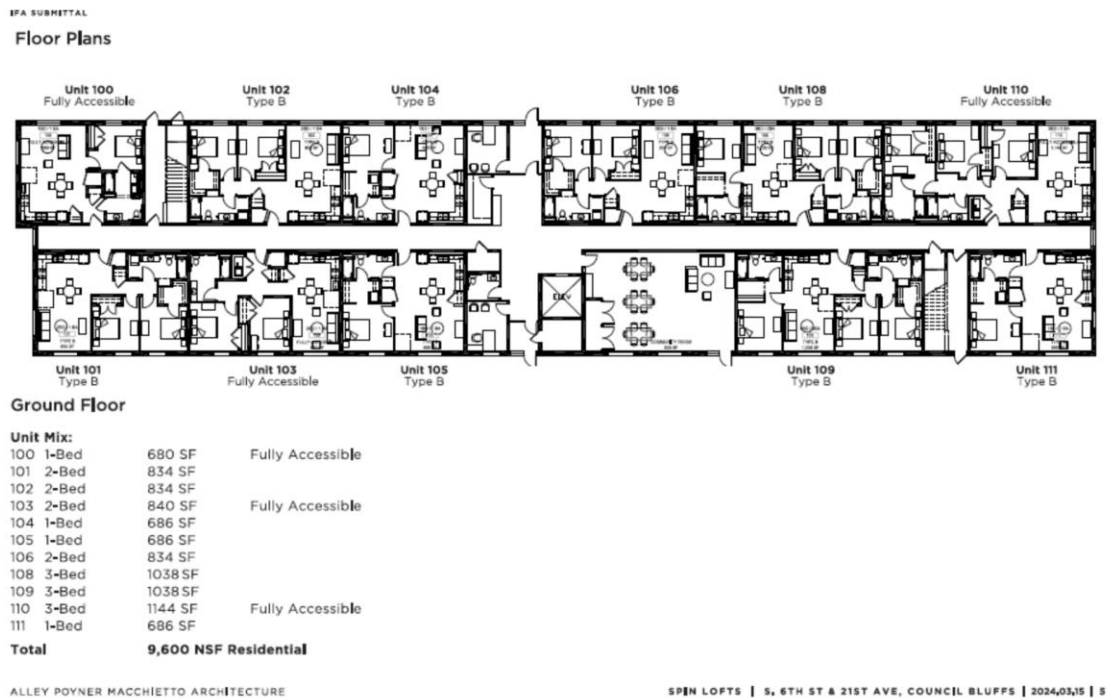 IFA SUBMITTAL
Floor Plans
Unit 100
Fully Accessible
Unit 102
Type B
Unit 104
Type B
Unit 106
Type B
Unit 108
Type B
Unit 110
Fully Accessible
ELEV
Unit 101
Type B
Unit 103
Fully Accessible
Unit 105
Type B
Unit 109
Type B
Unit 111
Type B
Ground Floor
Unit Mix:
100 1-Bed 680 SF Fully Accessible
101 2-Bed 834 SF
102 2-Bed 834 SF
103 2-Bed 840 SF Fully Accessible
104 1-Bed 686 SF
105 1-Bed 686 SF
106 2-Bed 834 SF
108 3-Bed 1038 SF
109 3-Bed 1038 SF
110 3-Bed 1144 SF Fully Accessible
111 1-Bed 686 SF
Total 9,600 NSF Residential
ALLEY POYNER MACCHIETTO ARCHITECTURE
SPIN LOFTS | S. 6TH ST & 21ST AVE, COUNCIL BLUFFS | 2024.03.15 |